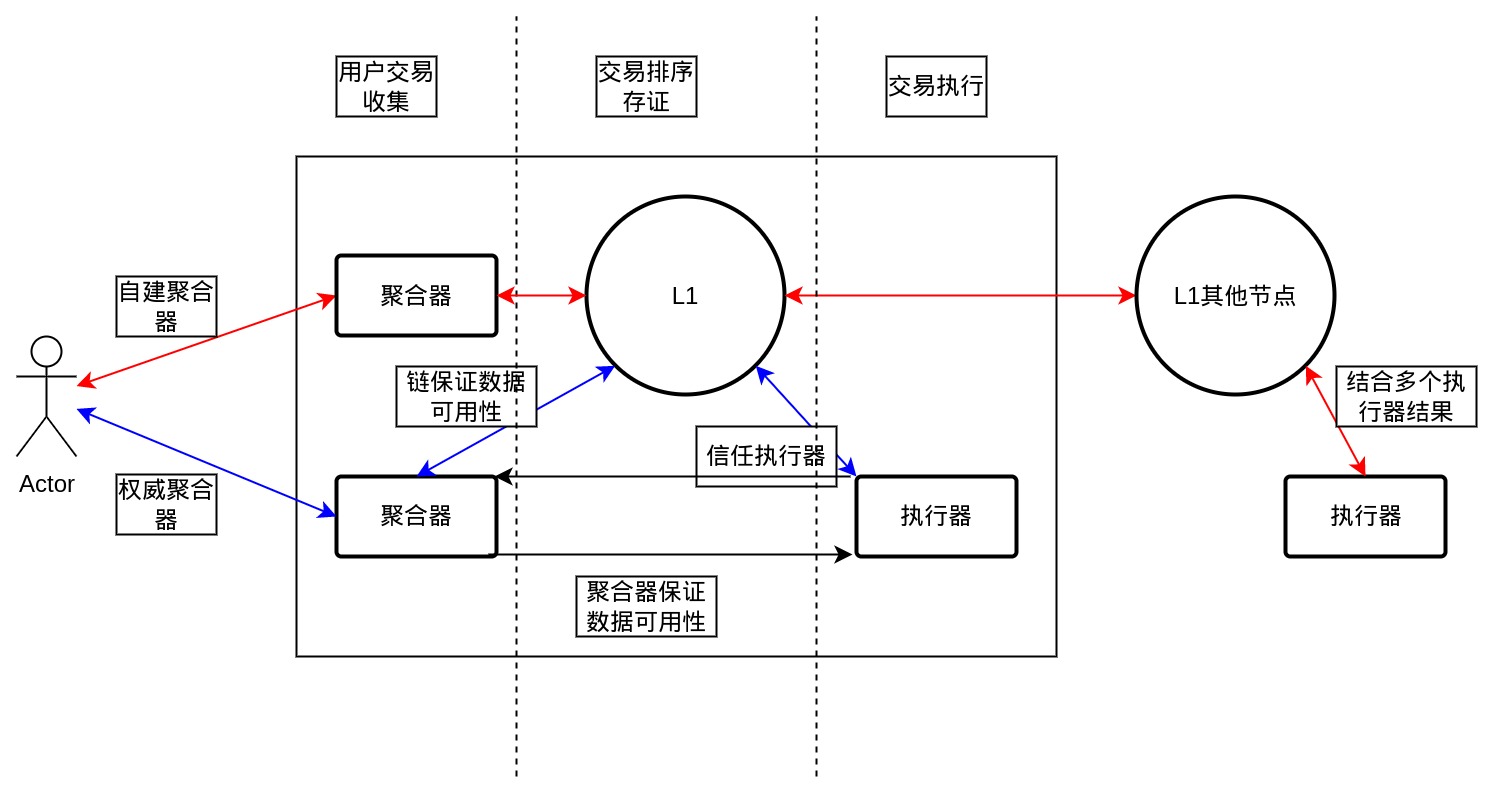 用户交易
收集
交易排序
存证
交易执行
自建聚合
器
聚合器
L1
L1其他节点
链保证数据
可用性
结合多个执
行器结果
信任执行器
Actor
权威聚合
器
聚合器
执行器
执行器
聚合器保证
数据可用性